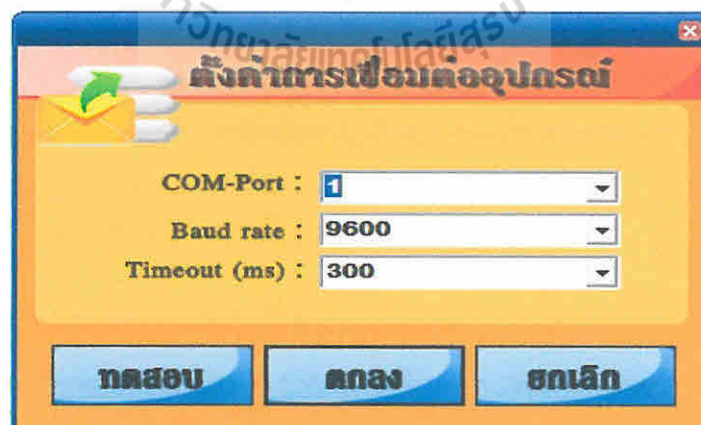 ตั้งค่าการเชื่อมต่ออุปกรณ์
COM-Port : 1
Baud rate : 9600
Timeout (ms) : 300
ทดสอบ ตกลง ยกเลิก